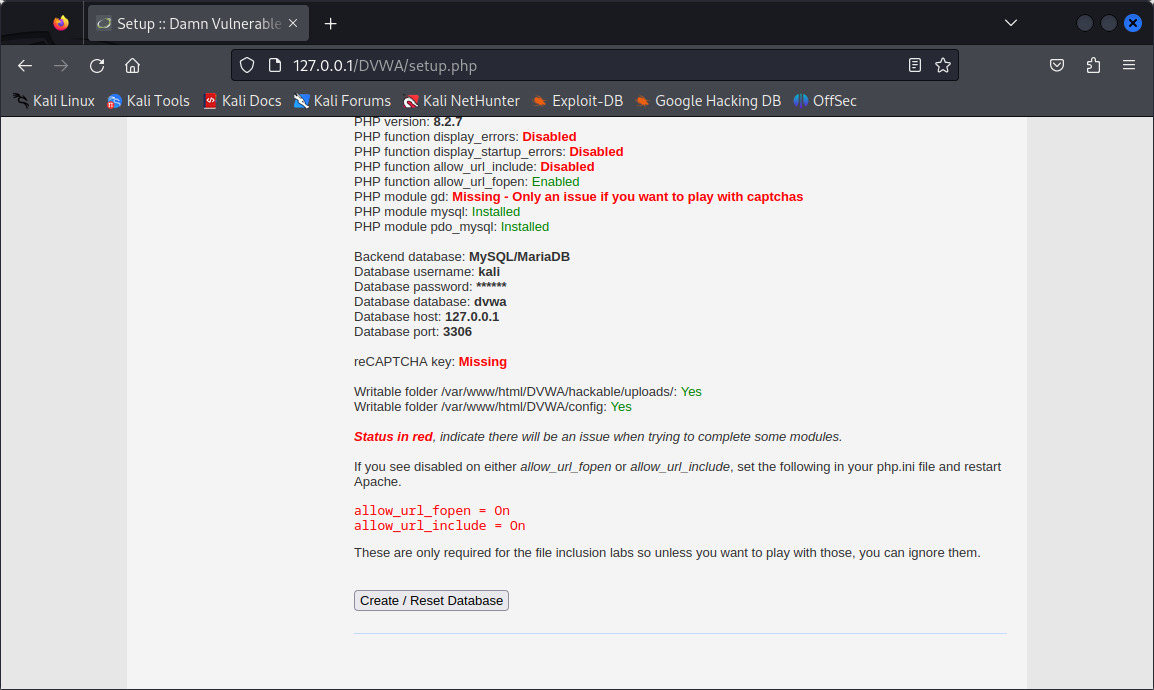 Setup :: Damn Vulnerable
127.0.0.1/DVWA/setup.php
Kali Linux Kali Tools Kali Docs Kali Forums Kali NetHunter Exploit-DB Google Hacking DB OffSec
PHP version: 8.2.7
PHP function display_errors: Disabled
PHP function display_startup_errors: Disabled
PHP function allow_url_include: Disabled
PHP function allow_url_fopen: Enabled
PHP module gd: Missing - Only an issue if you want to play with captchas
PHP module mysql: Installed
PHP module pdo_mysql: Installed
Backend database: MySQL/MariaDB
Database username: kali
Database password: ******
Database database: dvwa
Database host: 127.0.0.1
Database port: 3306
reCAPTCHA key: Missing
Writable folder /var/www/html/DVWA/hackable/uploads/: Yes
Writable folder /var/www/html/DVWA/config: Yes
Status in red, indicate there will be an issue when trying to complete some modules.
If you see disabled on either allow_url_fopen or allow_url_include, set the following in your php.ini file and restart
Apache.
allow_url_fopen = On
allow_url_include = On
These are only required for the file inclusion labs so unless you want to play with those, you can ignore them.
Create / Reset Database